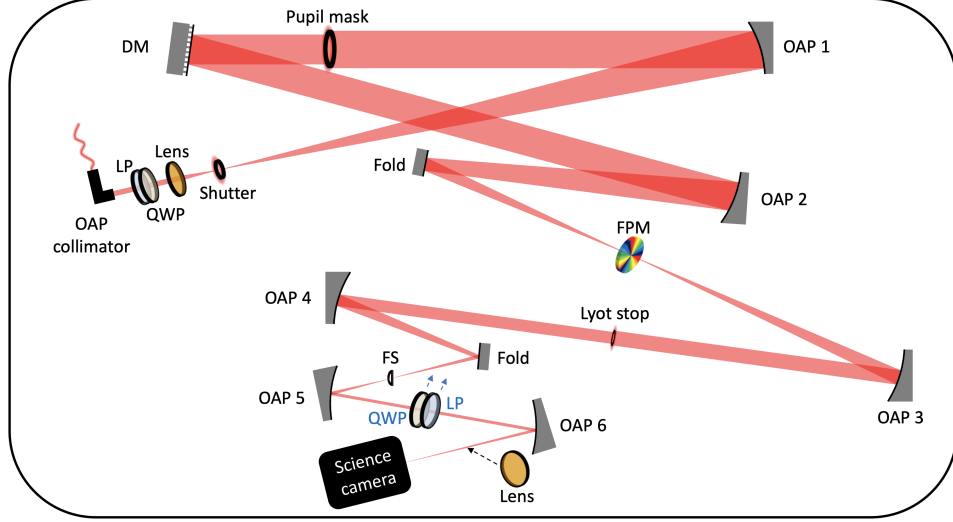 Pupil mask
DM
OAP 1
LP
Lens
Shutter
QWP
OAP
collimator
Fold
OAP 2
FPM
OAP 4
Lyot stop
FS
Fold
OAP 5
LP
QWP
OAP 3
OAP 6
Science
camera
Lens